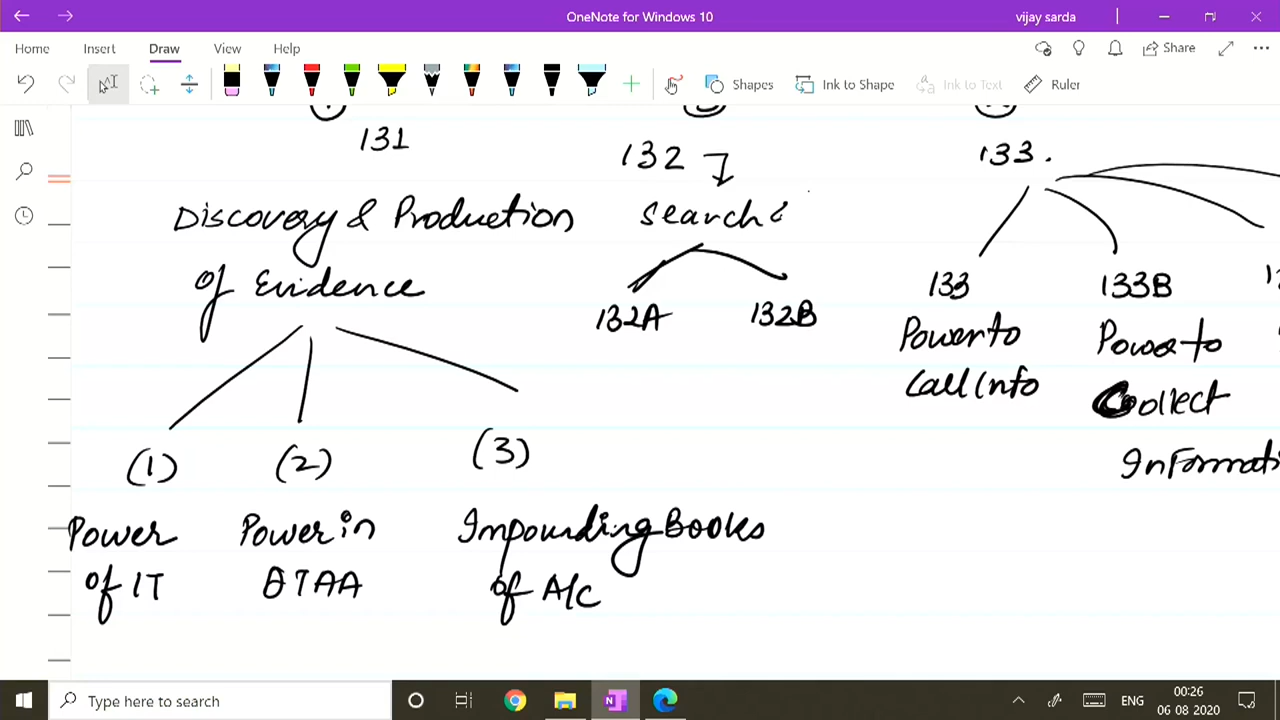 OneNote for Windows 10
vijay sarda
Home Insert Draw View Help
Share
Shapes
Ink to Shape
Ink to Text
Ruler
131
132
133.
Discovery & Production
of Evidence
Search &
132A
132B
133
Power to
Call Info
133B
Power to
Collect
(1)
(2)
(3)
Power
of IT
Power in
DTAA
Impounding Books
of A/C
Type here to search
ENG
00:26
06-08-2020